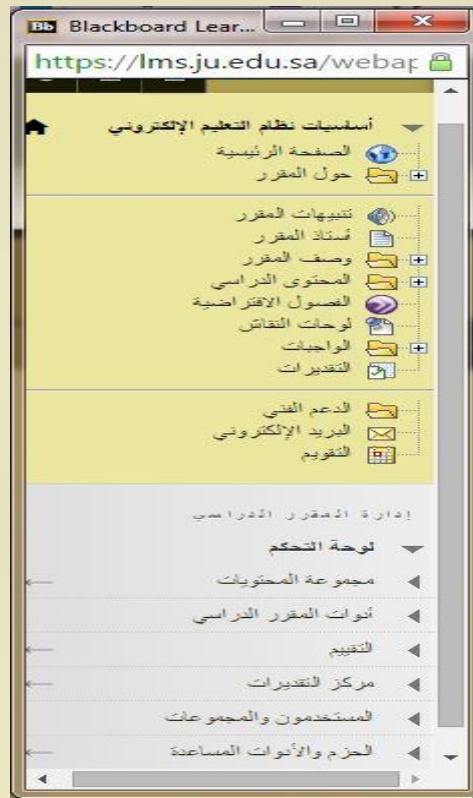 Blackboard Lear...
https://lms.ju.edu.sa/webap
أساسيات نظام التعليم الإلكتروني
الصفحة الرئيسية
حول المقرر
تنبيهات المقرر
أستاذ المقرر
وصف المقرر
المحتوى الدراسي
الفصول الافتراضية
لوحات النقاش
الواجبات
التقديرات
الدعم الفني
البريد الإلكتروني
التقويم
إدارة المقرر الدراسي
لوحة التحكم
مجموعة المحتويات
أدوات المقرر الدراسي
التقييم
مركز التقديرات
المستخدمون والمجموعات
الحزم والأدوات المساعدة